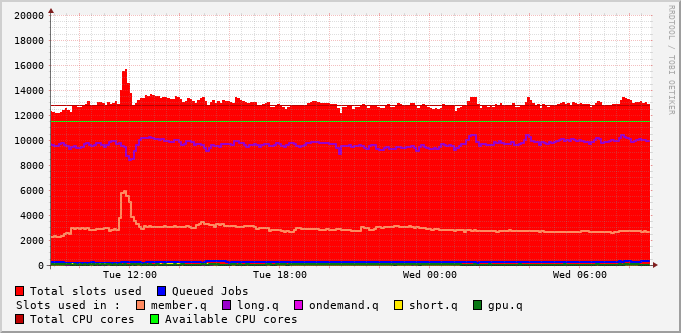 20000
18000
16000
14000
12000
10000
8000
6000
4000
2000
0
Tue 12:00 Tue 18:00 Wed 00:00 Wed 06:00
Total slots used Queued Jobs
Slots used in : member.q long.q ondemand.q short.q gpu.q
Total CPU cores Available CPU cores
RRDTOOL / TOBI OETIKER